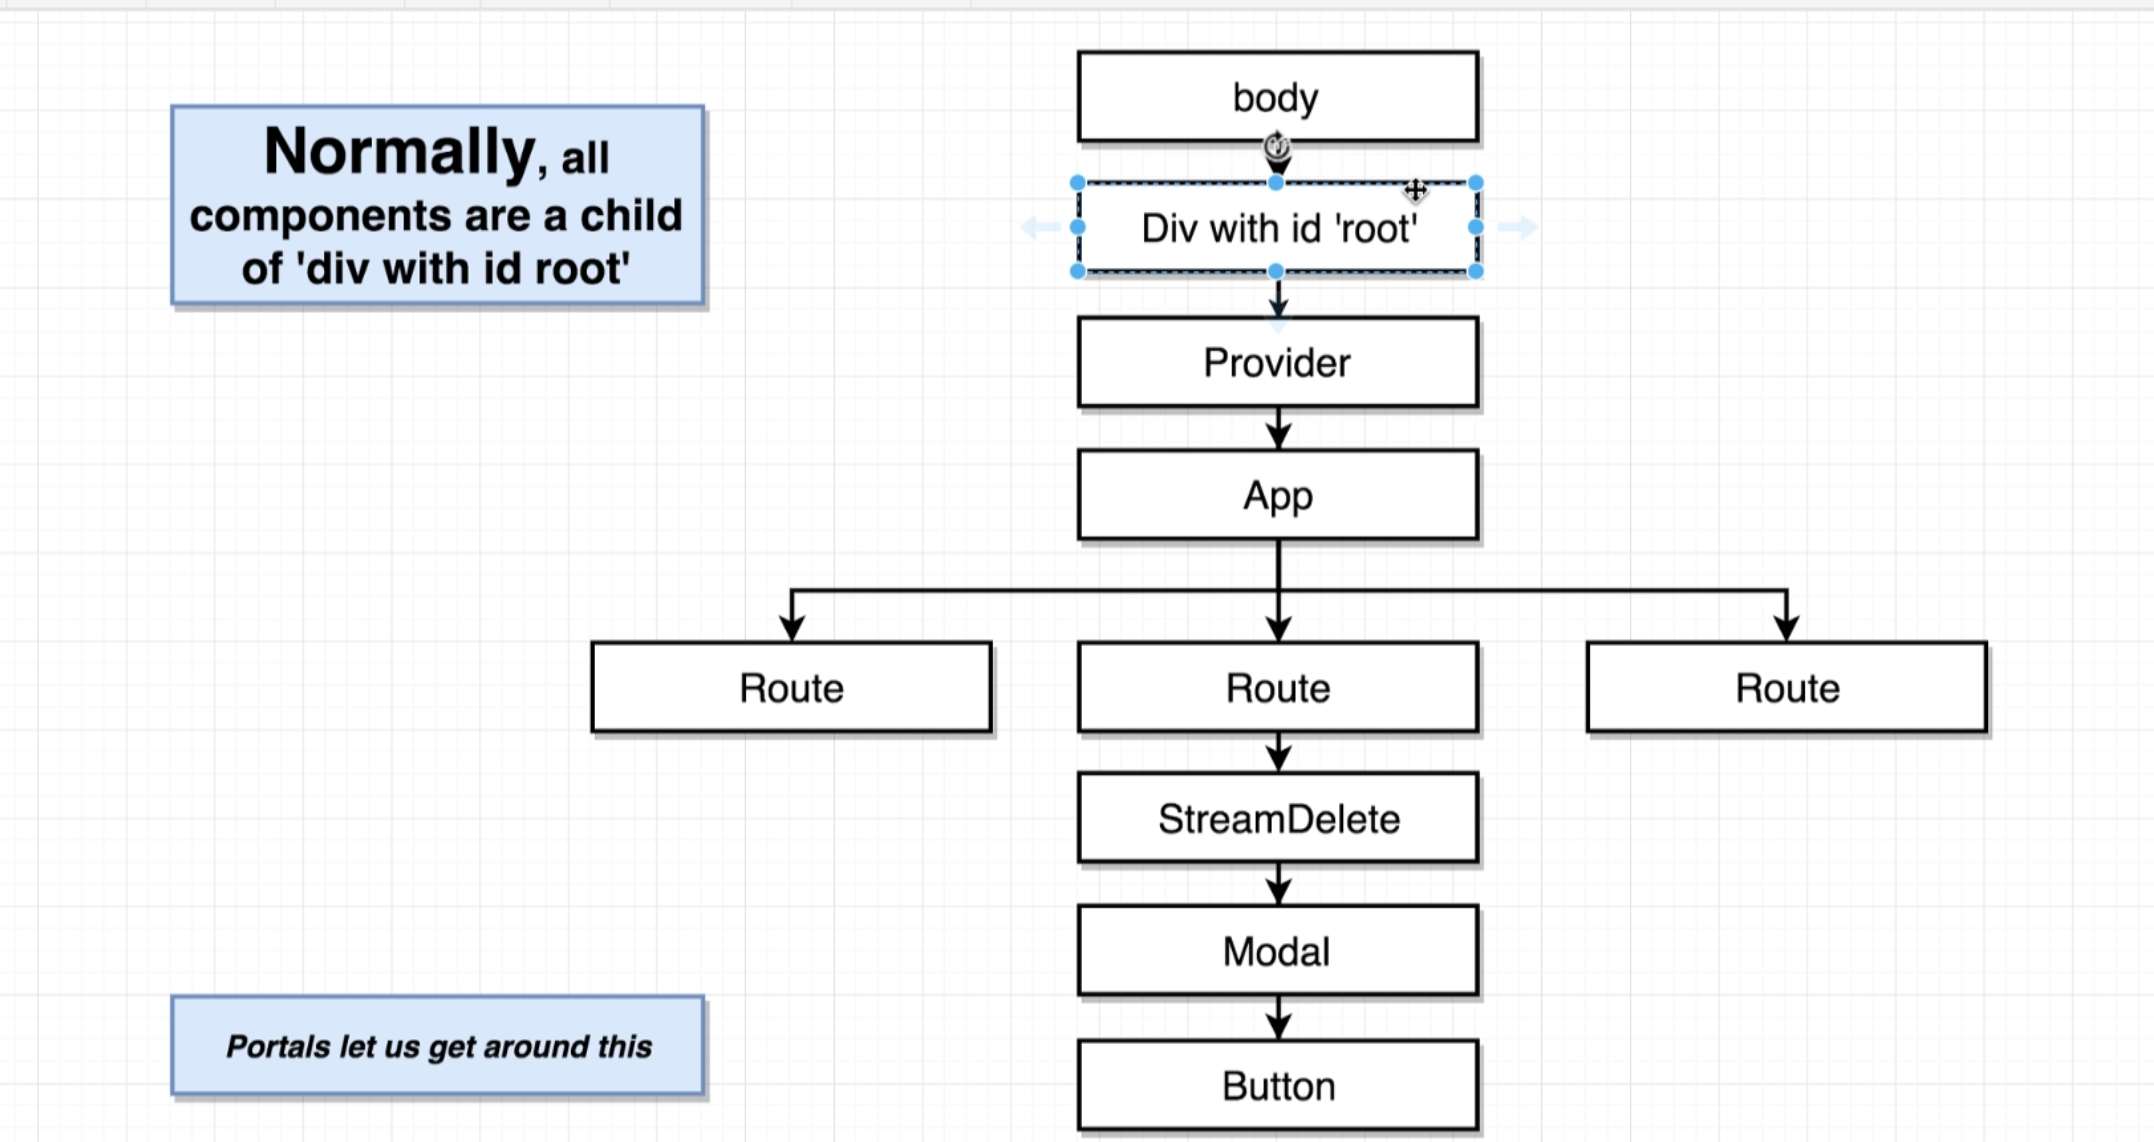 Normally, all
components are a child
of 'div with id root'
body
Div with id 'root'
Provider
App
Route
Route
Route
StreamDelete
Modal
Button
Portals let us get around this